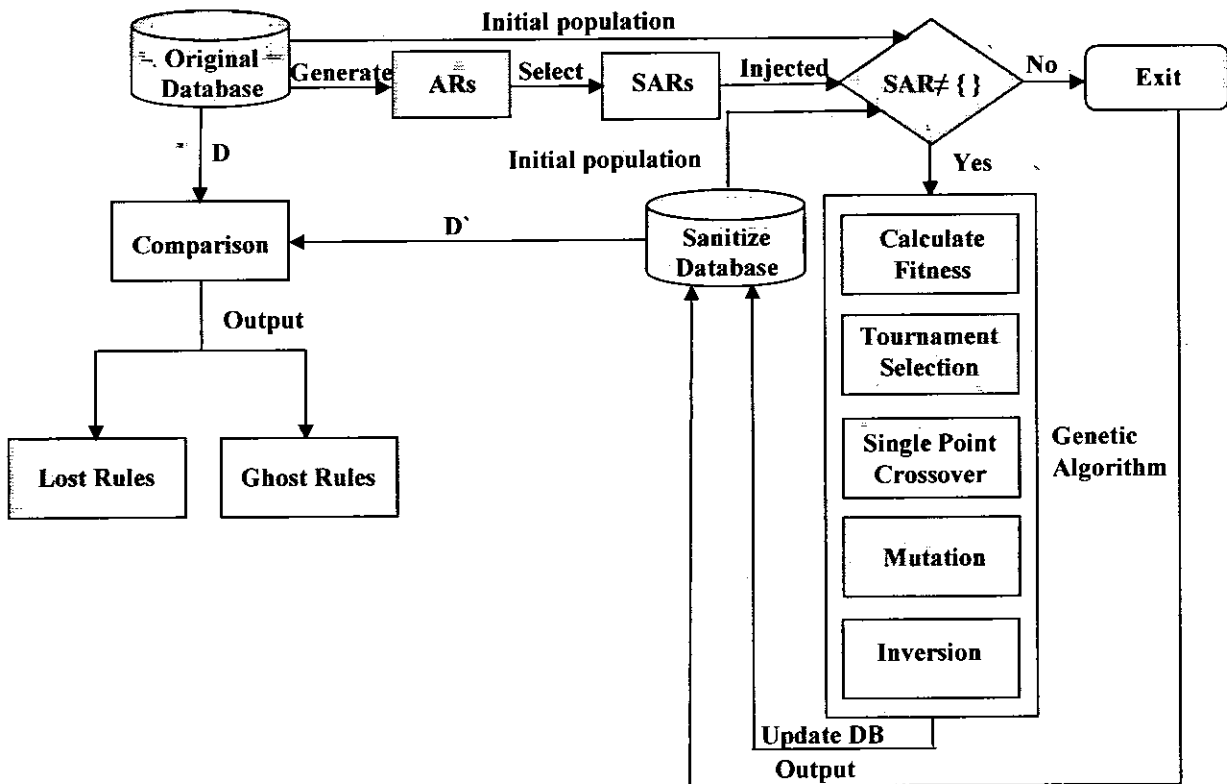 Initial population
Original
Database
Generate
ARs
Select
SARs
Injected
SAR≠ { }
No
Exit
D
Initial population
Yes
Comparison
D`
Sanitize
Database
Calculate
Fitness
Output
Tournament
Selection
Lost Rules
Ghost Rules
Single Point
Crossover
Genetic
Algorithm
Mutation
Inversion
Update DB
Output